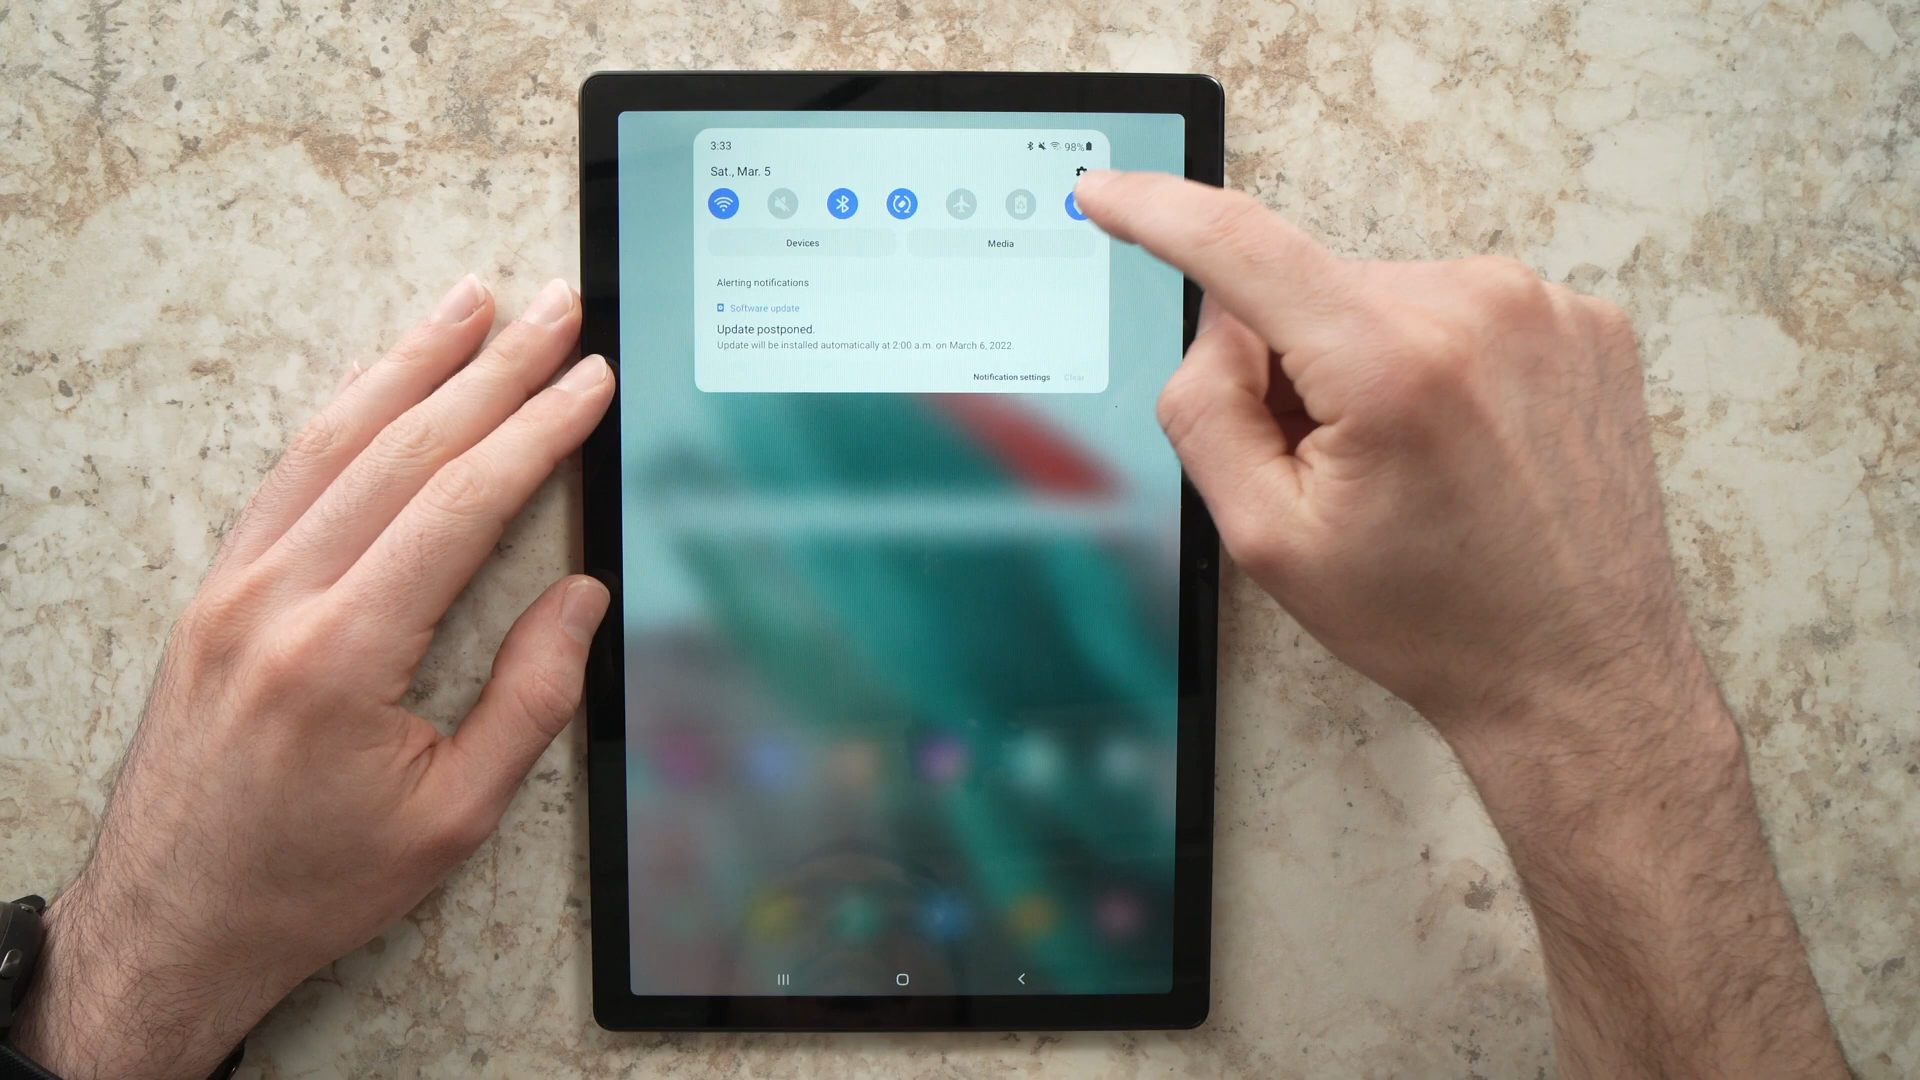 3:33
98%
Sat., Mar. 5
Devices
Media
Alerting notifications
Software update
Update postponed.
Update will be installed automatically at 2:00 a.m. on March 6, 2022.
Notification settings
Clear